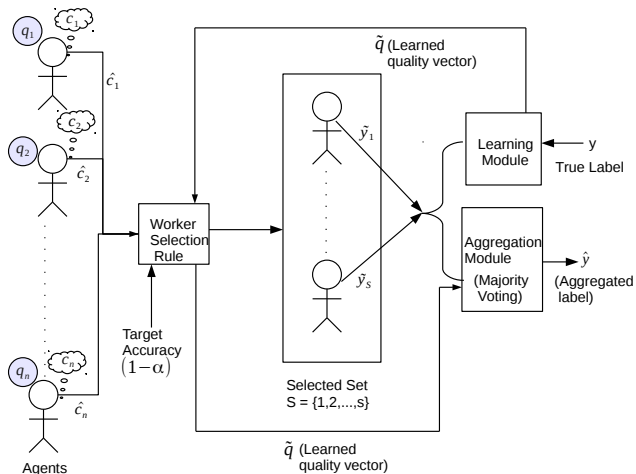 q₁
c₁
ĉ₁
q₂
c₂
ĉ₂
qₙ
cₙ
ĉₙ
Agents
Worker
Selection
Rule
Target
Accuracy
(1−α)
q̃ (Learned
quality vector)
ỹ₁
ỹₛ
Selected Set
S = {1,2,...,s}
Learning
Module
y
True Label
Aggregation
Module
(Majority
Voting)
ŷ
(Aggregated
label)
q̃ (Learned
quality vector)